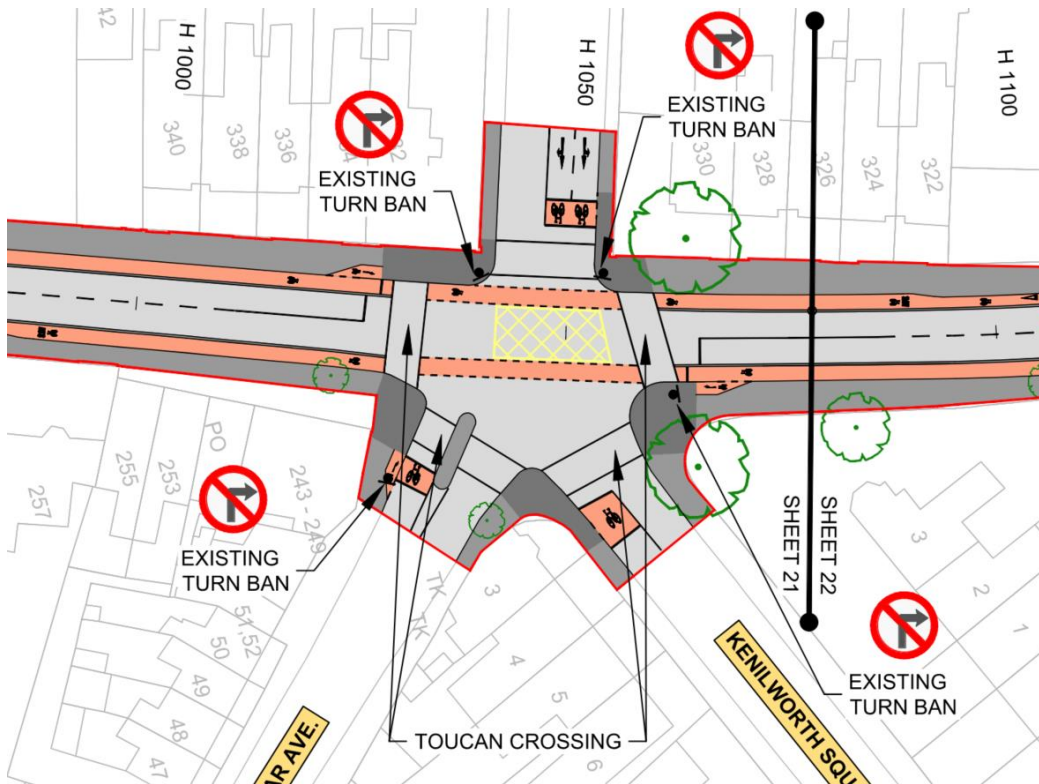 42
H 1000
H 1050
H 1100
340
338
336
330
328
326
324
322
EXISTING
TURN BAN
EXISTING
TURN BAN
257
255
253
PO
243 - 249
EXISTING
TURN BAN
51,52
50
49
48
47
TK
TK
3
4
5
6
SHEET 21
SHEET 22
3
2
1
EXISTING
TURN BAN
TOUCAN CROSSING
AR AVE.
KENILWORTH SQU